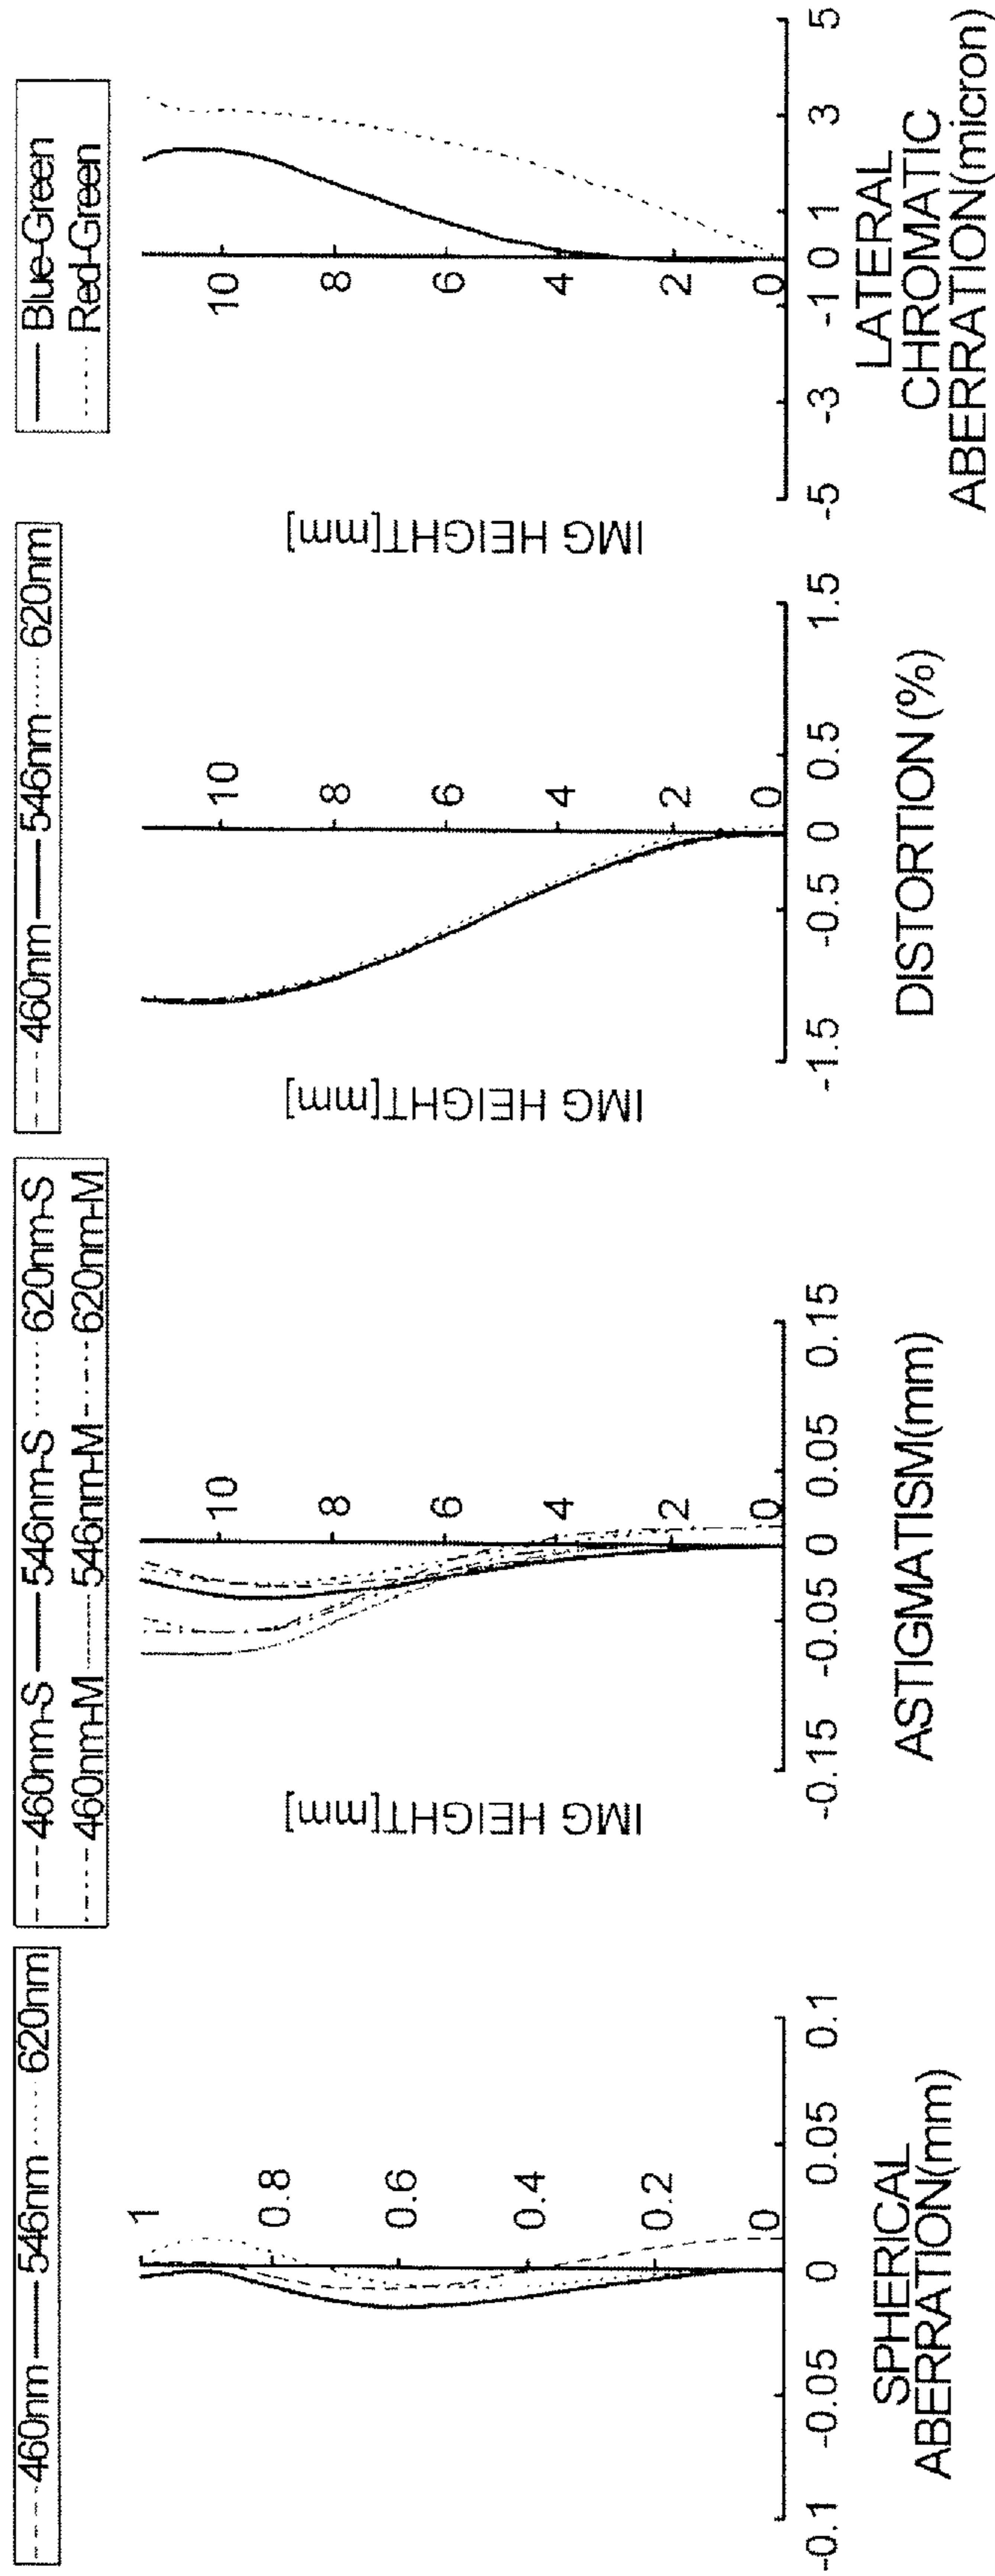 460nm 546nm 620nm
1
0.8
0.6
0.4
0.2
0
-0.1 -0.05 0 0.05 0.1
SPHERICAL
ABERRATION(mm)
460nm-S 546nm-S 620nm-S
460nm-M 546nm-M 620nm-M
IMG HEIGHT[mm]
10
8
6
4
2
0
-0.15 -0.05 0 0.05 0.15
ASTIGMATISM(mm)
460nm 546nm 620nm
IMG HEIGHT[mm]
10
8
6
4
2
0
-1.5 -0.5 0 0.5 1.5
DISTORTION (%)
Blue-Green
Red-Green
IMG HEIGHT[mm]
10
8
6
4
2
0
-5 -3 -1 0 1 3 5
LATERAL
CHROMATIC
ABERRATION(micron)